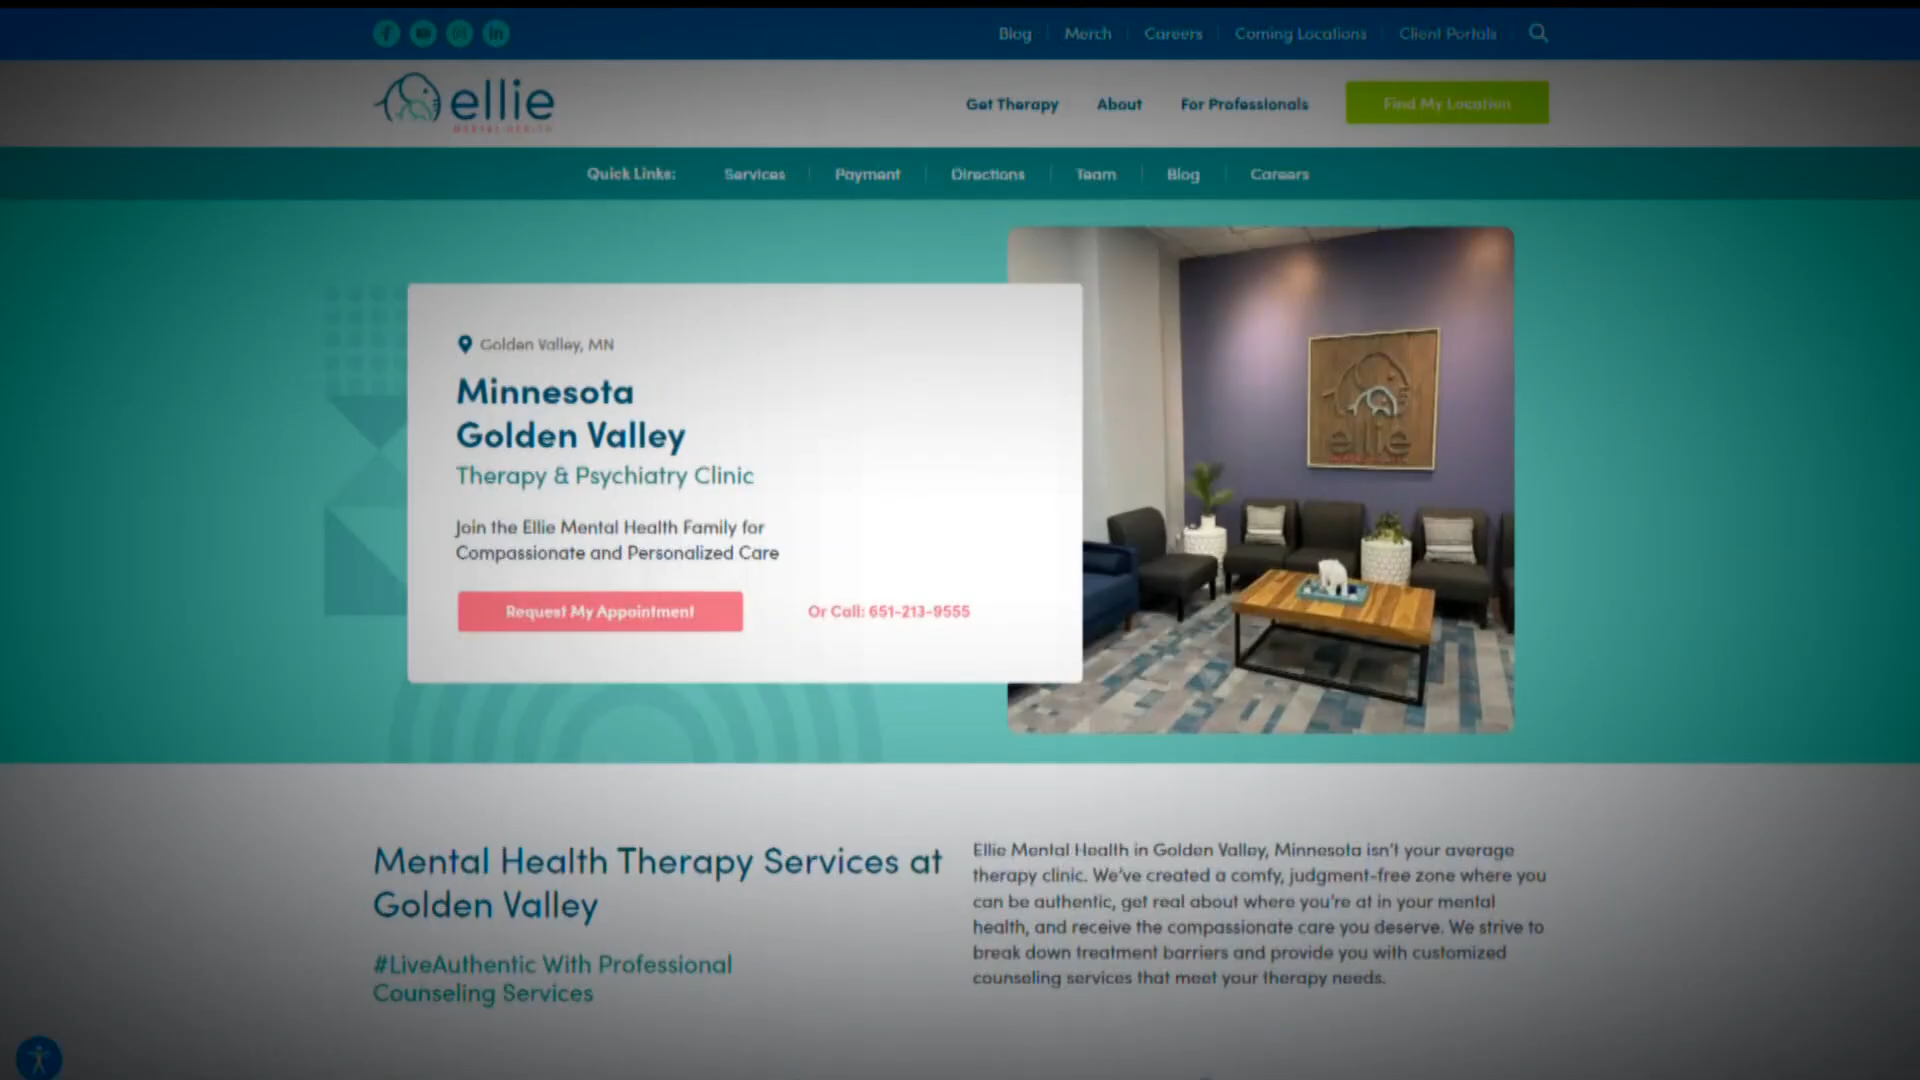 Blog Merch Careers Coming Locations Client Portals
ellie
MENTAL HEALTH
Get Therapy About For Professionals Find My Location
Quick Links: Services Payment Directions Team Blog Careers
Golden Valley, MN
Minnesota
Golden Valley
Therapy & Psychiatry Clinic
Join the Ellie Mental Health Family for
Compassionate and Personalized Care
Request My Appointment Or Call: 651-213-9555
ellie
Mental Health Therapy Services at
Golden Valley
#LiveAuthentic With Professional
Counseling Services
Ellie Mental Health in Golden Valley, Minnesota isn't your average
therapy clinic. We've created a comfy, judgment-free zone where you
can be authentic, get real about where you're at in your mental
health, and receive the compassionate care you deserve. We strive to
break down treatment barriers and provide you with customized
counseling services that meet your therapy needs.